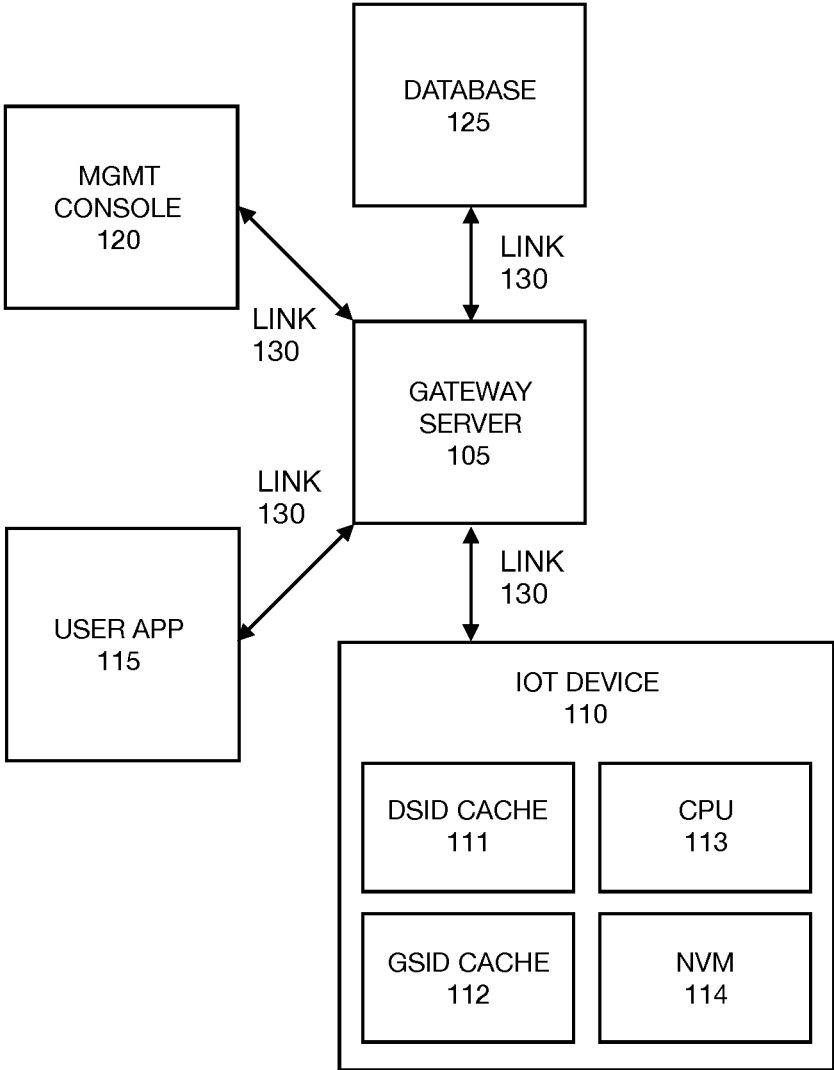 DATABASE
125
MGMT
CONSOLE
120
LINK
130
LINK
130
GATEWAY
SERVER
105
LINK
130
LINK
130
USER APP
115
IOT DEVICE
110
DSID CACHE
111
CPU
113
GSID CACHE
112
NVM
114